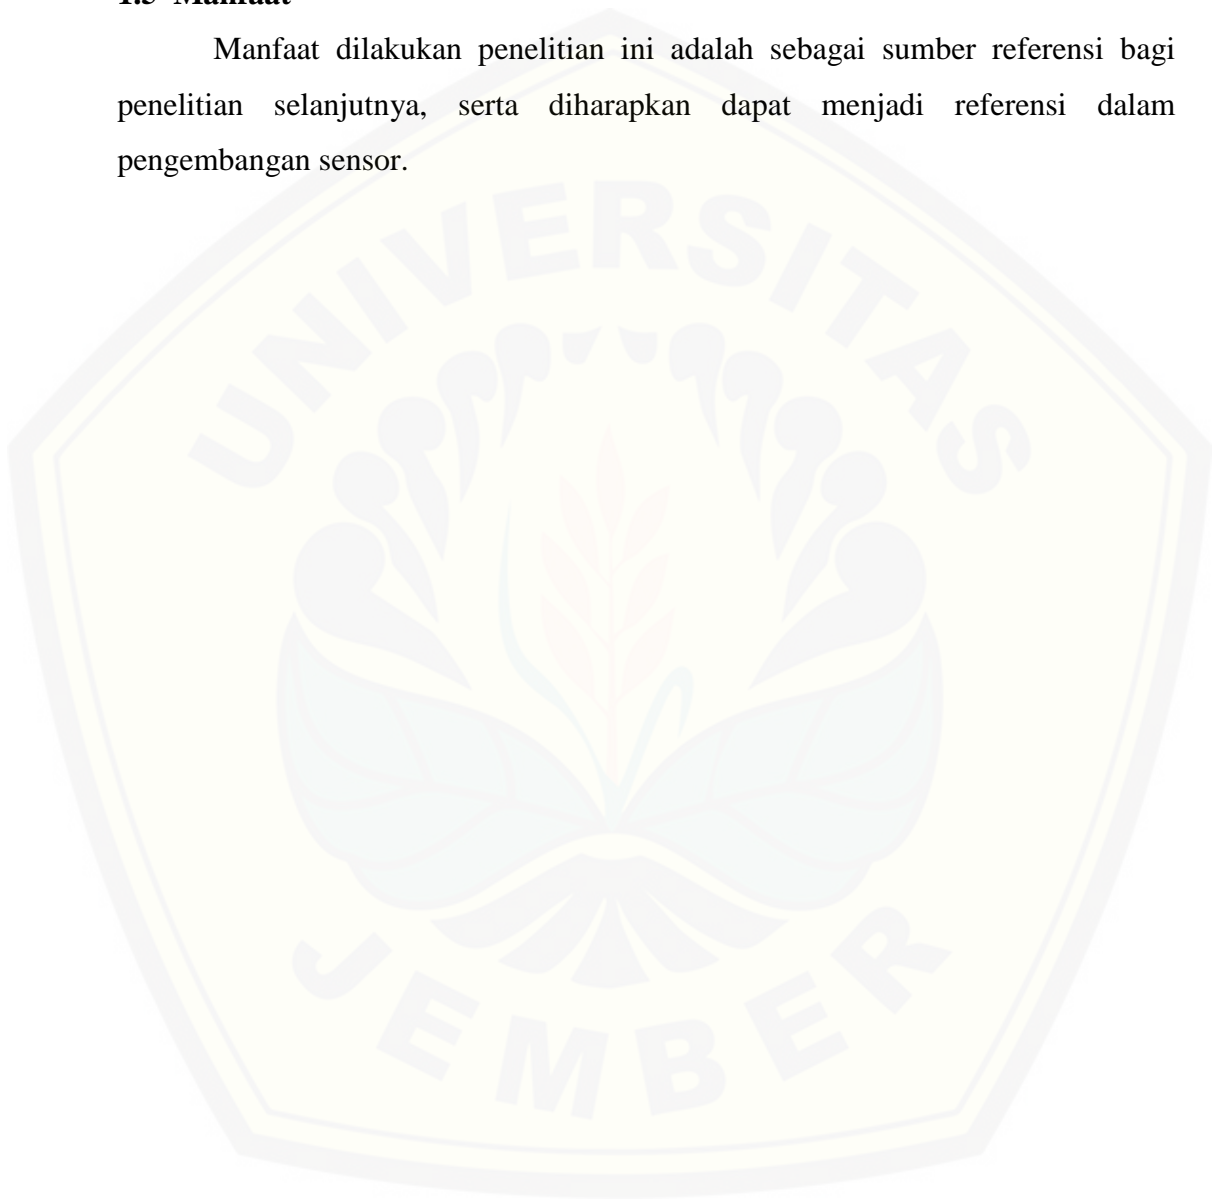 1.5 Manfaat
Manfaat dilakukan penelitian ini adalah sebagai sumber referensi bagi
penelitian selanjutnya, serta diharapkan dapat menjadi referensi dalam
pengembangan sensor.
UNIVERSITAS
JEMBER